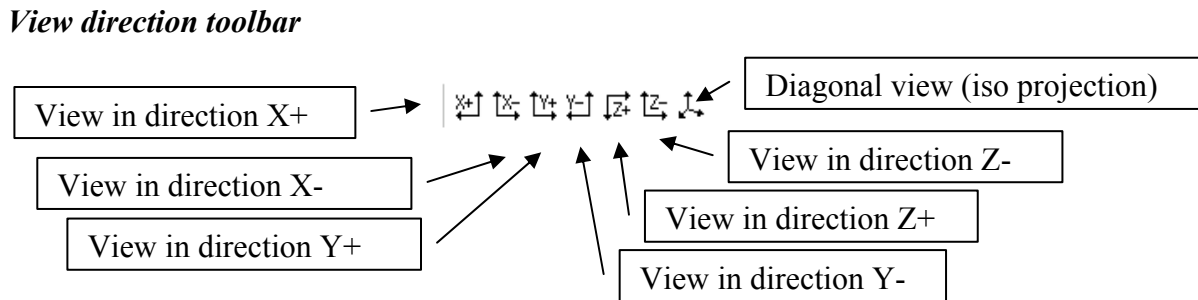 View direction toolbar
Diagonal view (iso projection)
View in direction X+
X+ X- Y+ Y- Z+ Z-
View in direction Z-
View in direction X-
View in direction Z+
View in direction Y+
View in direction Y-